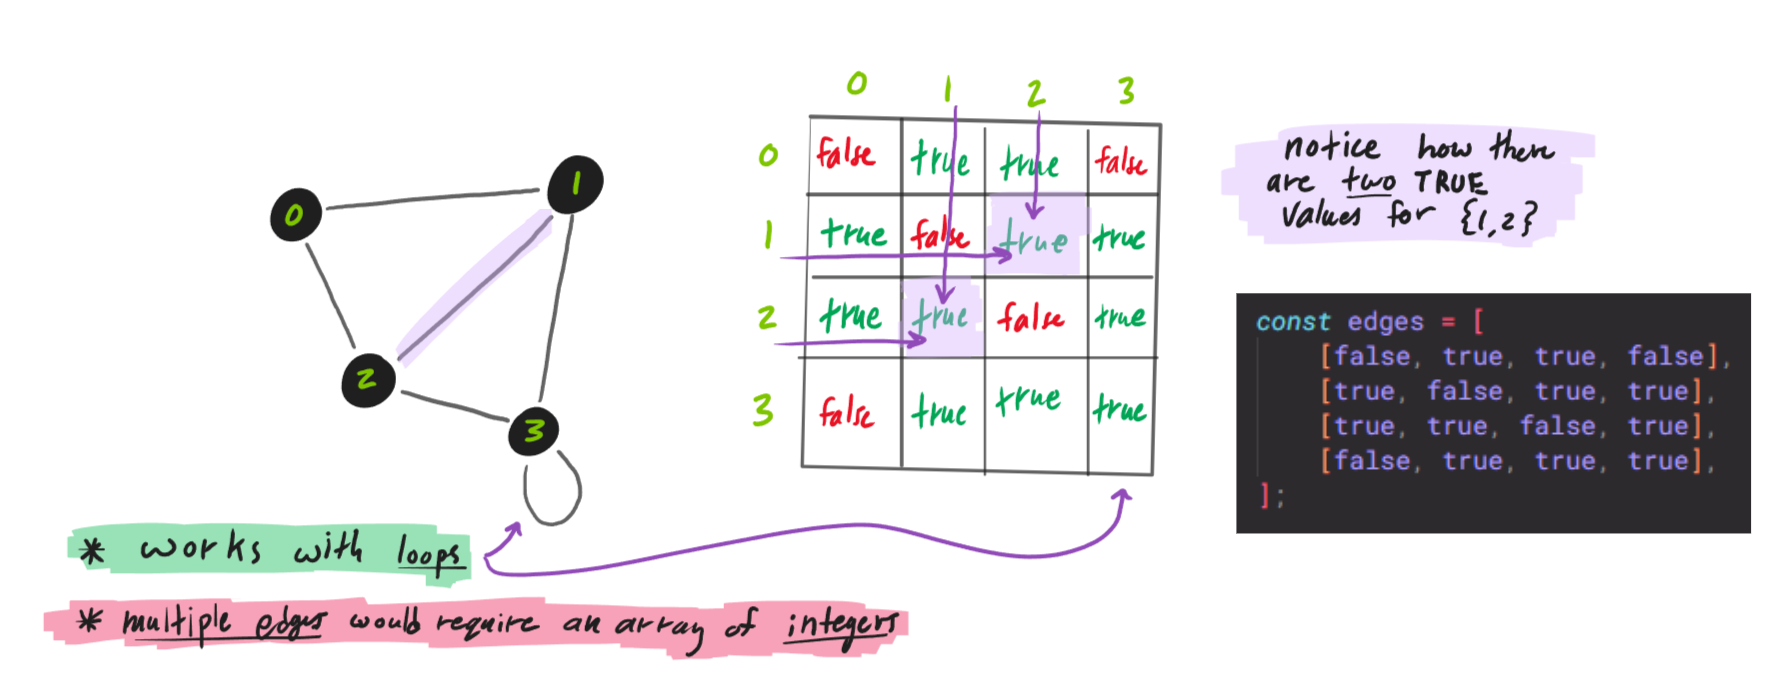 0
1
2
3
0 1 2 3
0 false true true false
1 true false true true
2 true true false true
3 false true true true
notice how there
are two TRUE
values for {1,2}
const edges = [
[false, true, true, false],
[true, false, true, true],
[true, true, false, true],
[false, true, true, true],
];
* works with loops
* multiple edges would require an array of integers